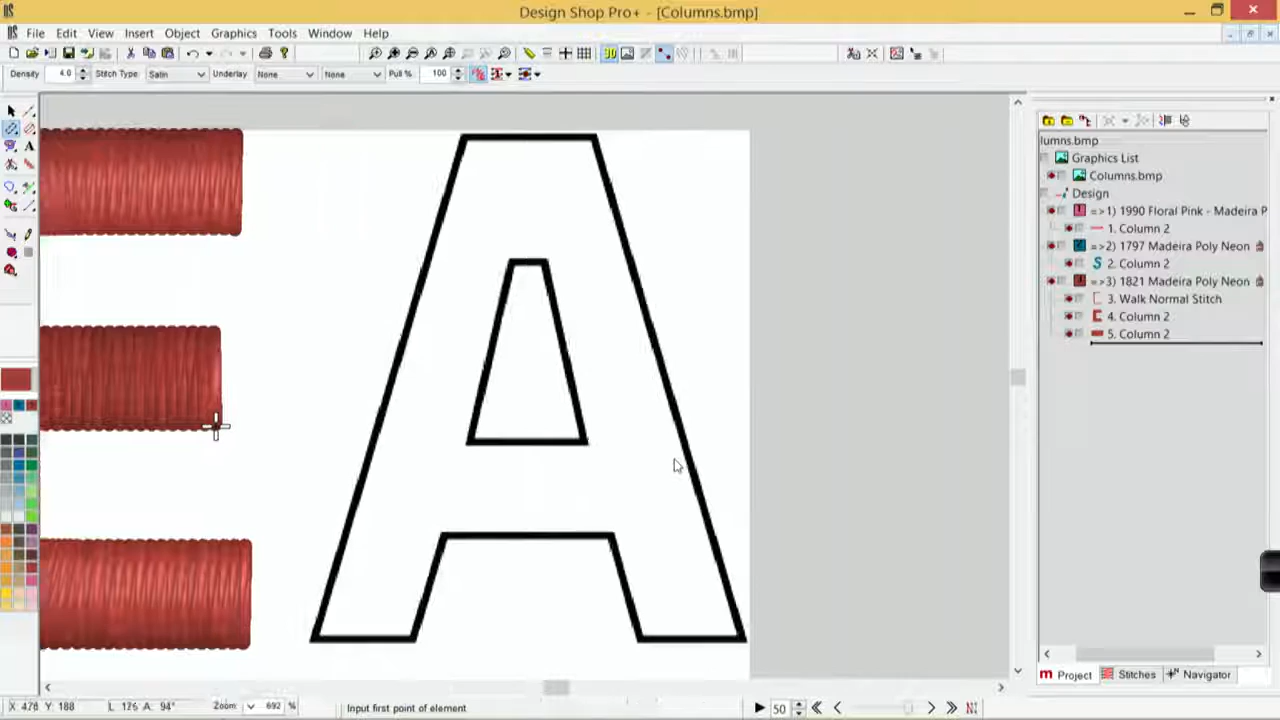 Design Shop Pro+ - [Columns.bmp]
File Edit View Insert Object Graphics Tools Window Help
Density 4.0 Stitch Type Satin Underlay None None Pull % 100
3D
A
lumns.bmp
Graphics List
Columns.bmp
Design
=>1) 1990 Floral Pink - Madeira P
1. Column 2
=>2) 1797 Madeira Poly Neon
2. Column 2
=>3) 1821 Madeira Poly Neon
3. Walk Normal Stitch
4. Column 2
5. Column 2
Project Stitches Navigator
X 478 Y: 188 L: 126 A: 94° Zoom: 692 % Input first point of element 50